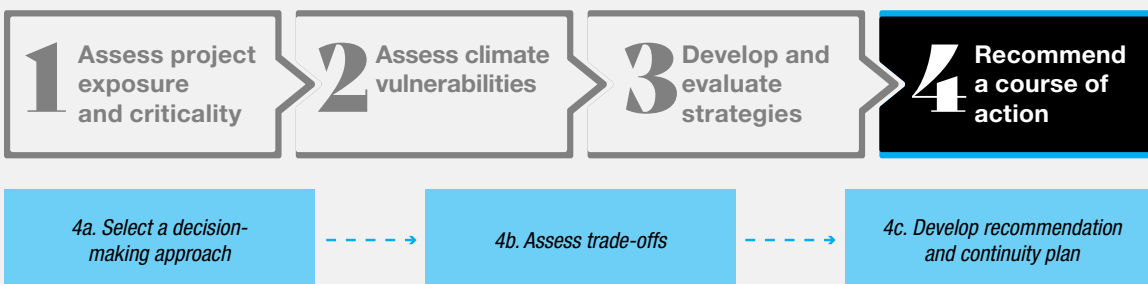 1 Assess project
exposure
and criticality
2 Assess climate
vulnerabilities
3 Develop and
evaluate
strategies
4 Recommend
a course of
action
4a. Select a decision-
making approach
4b. Assess trade-offs
4c. Develop recommendation
and continuity plan